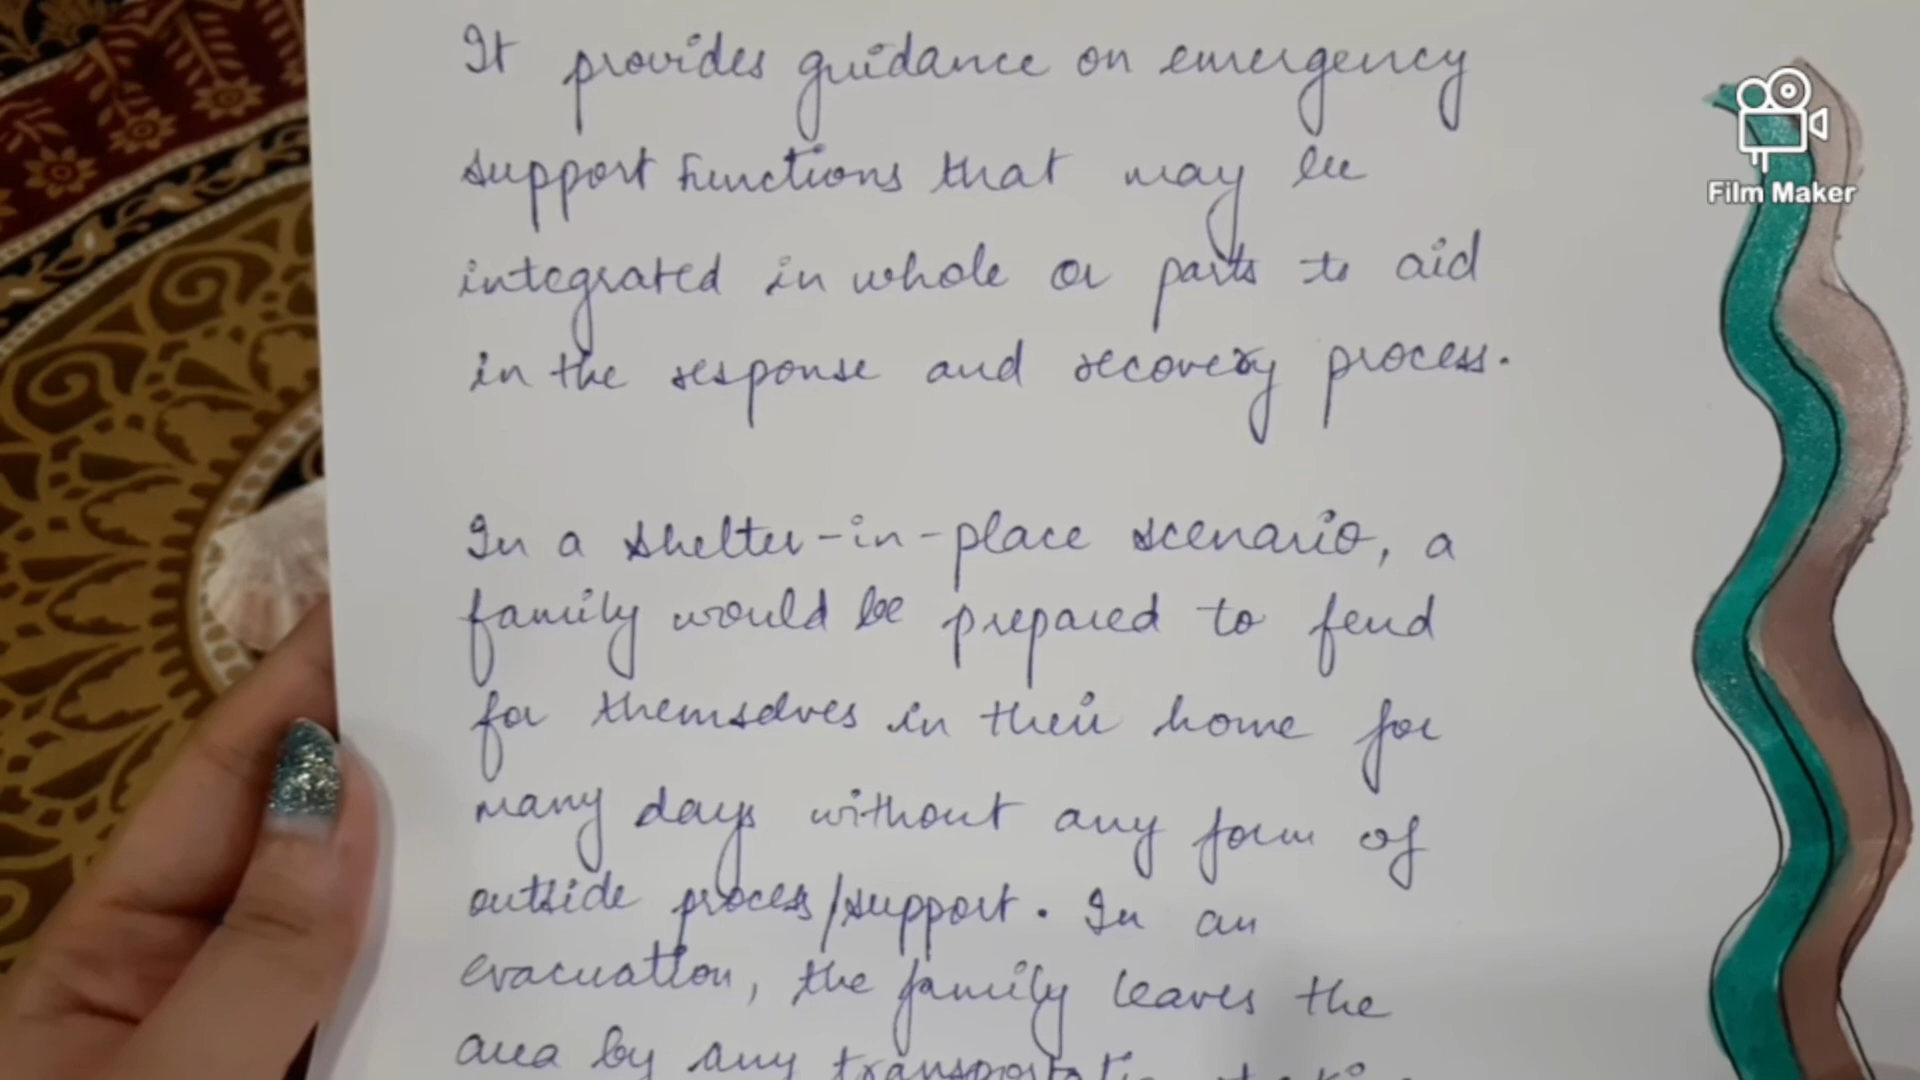 It provides guidance on emergency
support functions that may be
integrated in whole or parts to aid
in the response and recovery process.
In a shelter-in-place scenario, a
family would be prepared to fend
for themselves in their home for
many days without any form of
outside process/support. In an
evacuation, the family leaves the
area by any
Film Maker